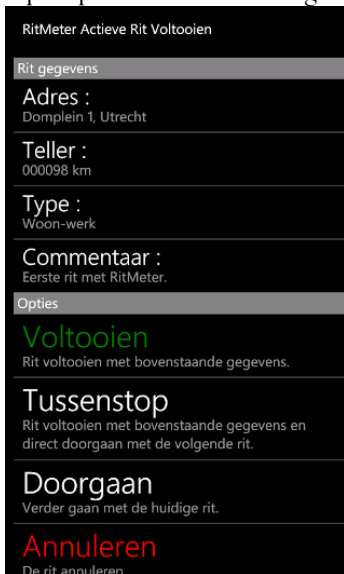 RitMeter Actieve Rit Voltooien
Rit gegevens
Adres :
Domplein 1, Utrecht
Teller :
000098 km
Type :
Woon-werk
Commentaar :
Eerste rit met RitMeter.
Opties
Voltooien
Rit voltooien met bovenstaande gegevens.
Tussenstop
Rit voltooien met bovenstaande gegevens en
direct doorgaan met de volgende rit.
Doorgaan
Verder gaan met de huidige rit.
Annuleren
De rit annuleren